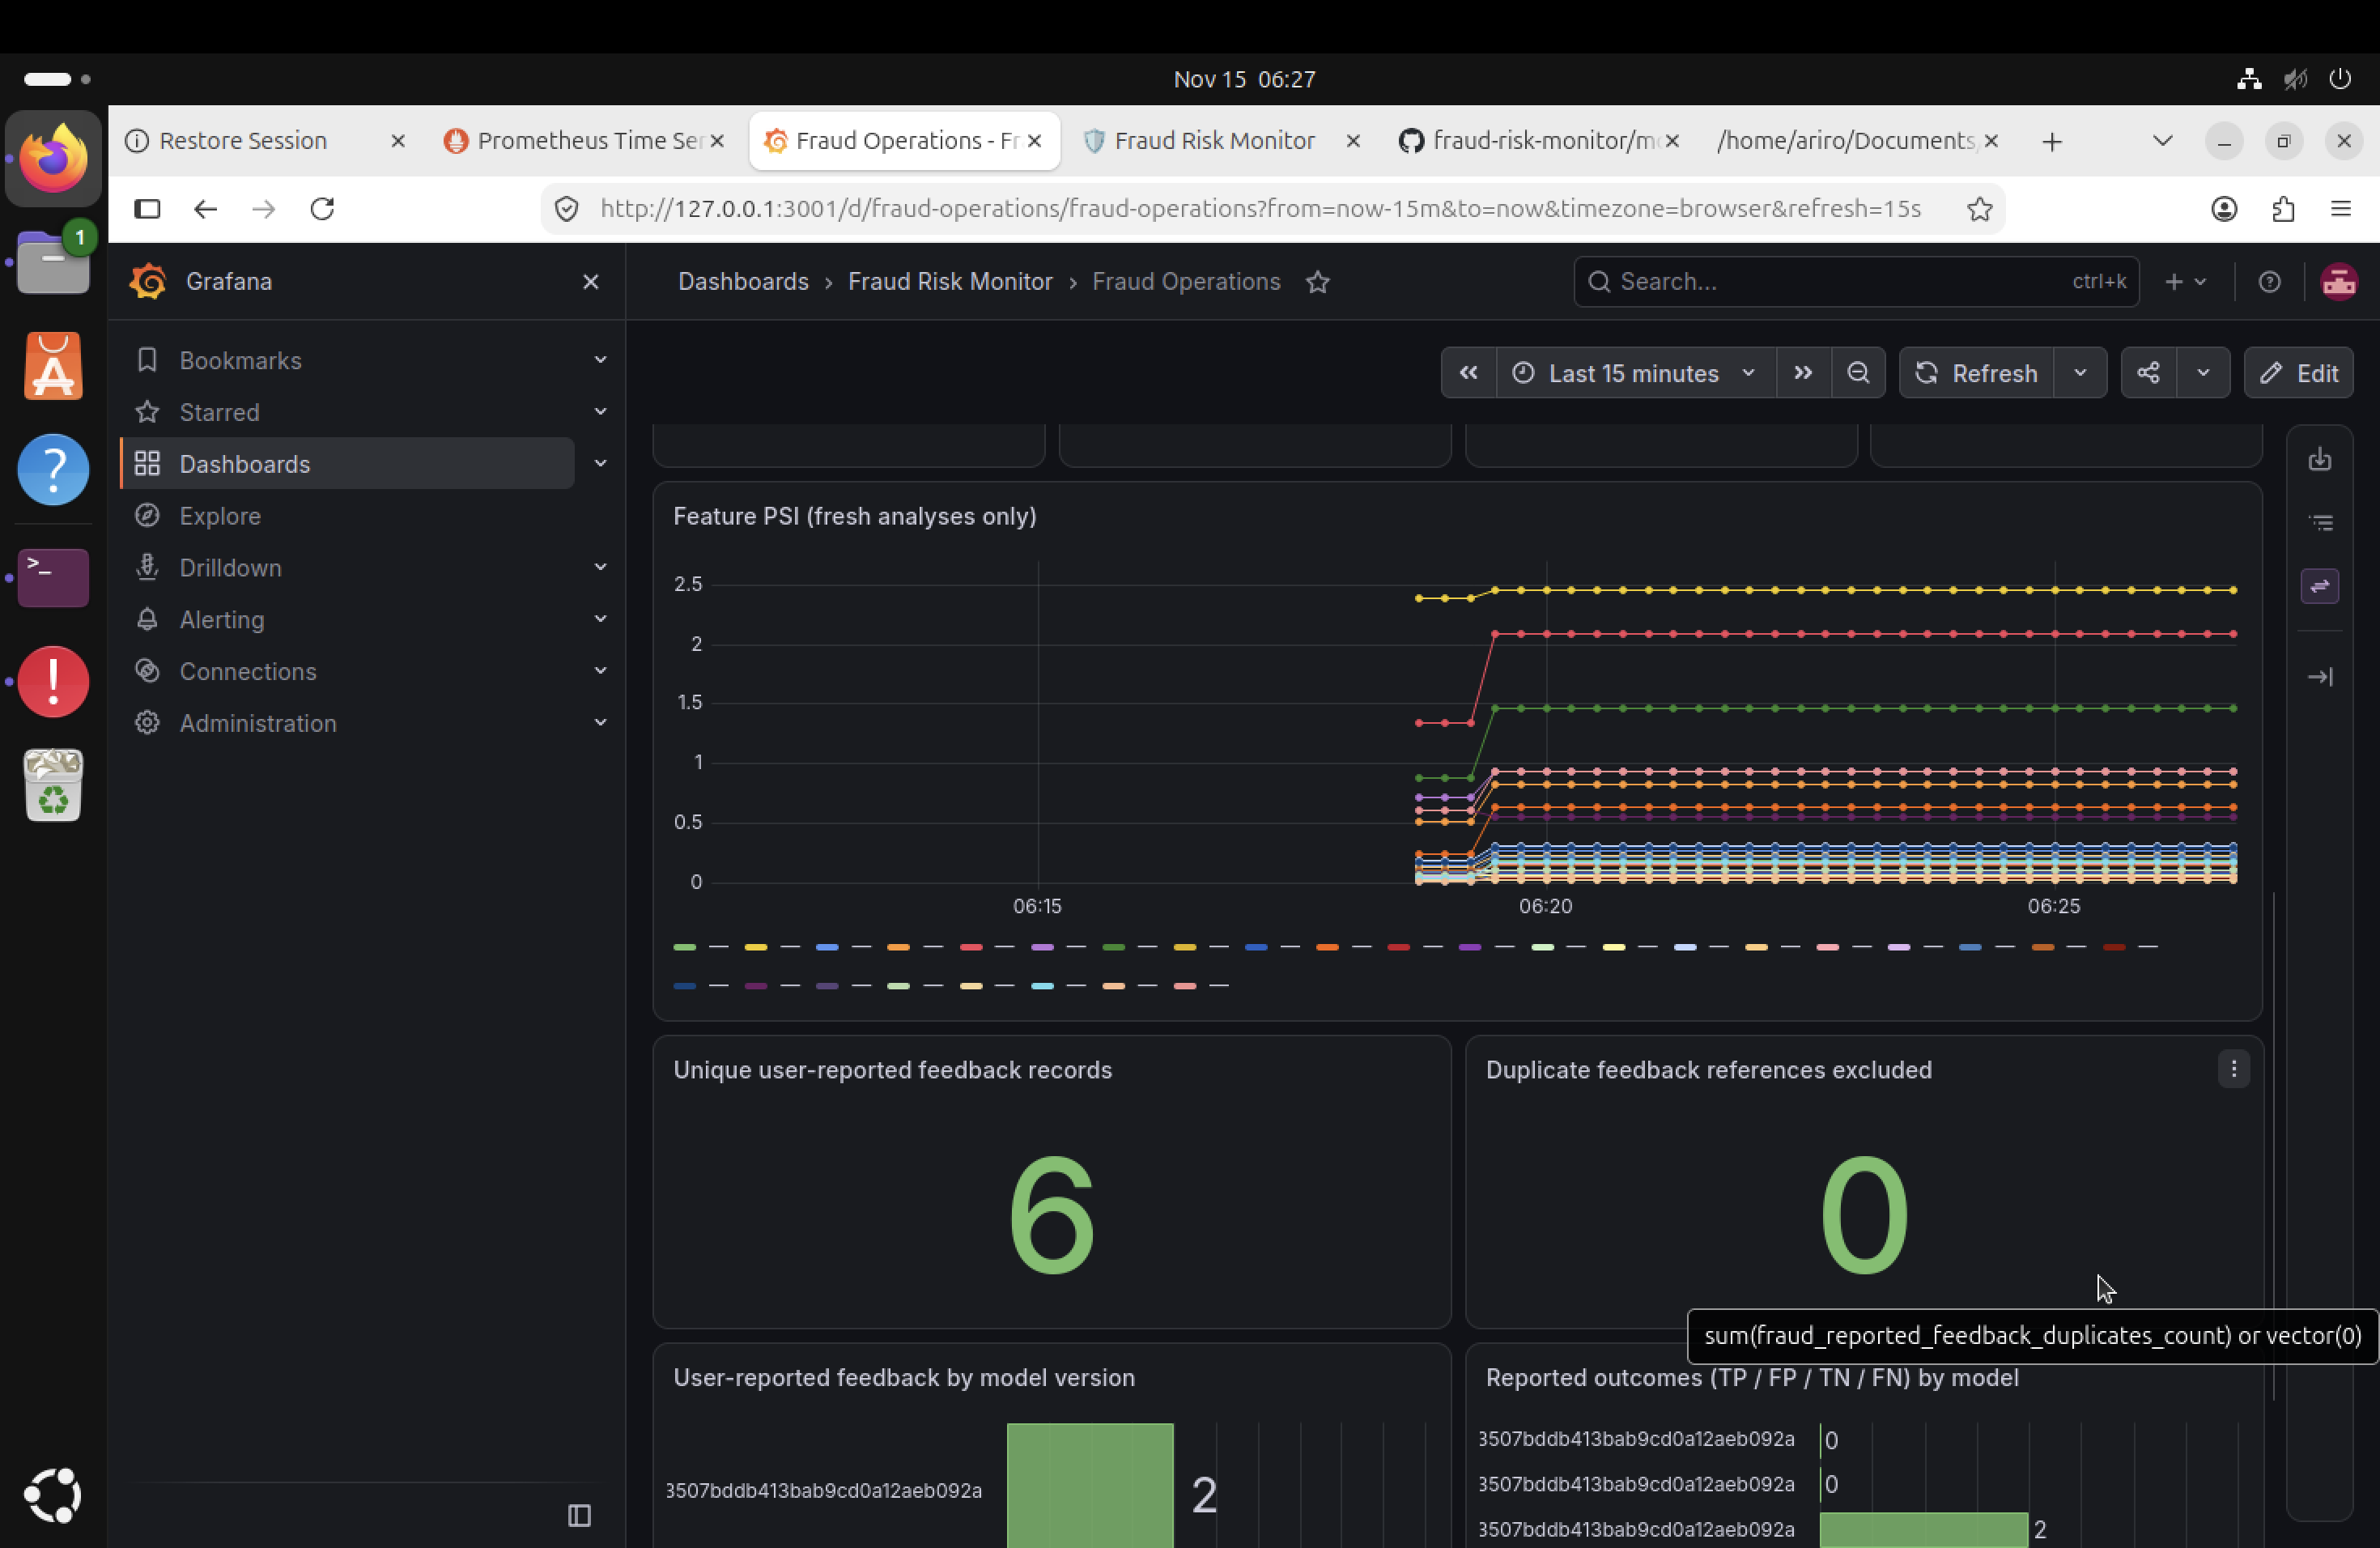 Nov 15 06:27
Restore Session
Prometheus Time Ser
Fraud Operations - Fr
Fraud Risk Monitor
fraud-risk-monitor/mo
/home/ariro/Documents/
http://127.0.0.1:3001/d/fraud-operations/fraud-operations?from=now-15m&to=now&timezone=browser&refresh=15s
1
Grafana
Dashboards › Fraud Risk Monitor › Fraud Operations
Search...
ctrl+k
Bookmarks
Starred
Dashboards
Explore
Drilldown
Alerting
Connections
Administration
Last 15 minutes
Refresh
Edit
Feature PSI (fresh analyses only)
2.5
2
1.5
1
0.5
0
06:15
06:20
06:25
Unique user-reported feedback records
6
Duplicate feedback references excluded
0
sum(fraud_reported_feedback_duplicates_count) or vector(0)
User-reported feedback by model version
3507bddb413bab9cd0a12aeb092a
2
Reported outcomes (TP / FP / TN / FN) by model
3507bddb413bab9cd0a12aeb092a 0
3507bddb413bab9cd0a12aeb092a 0
3507bddb413bab9cd0a12aeb092a 2